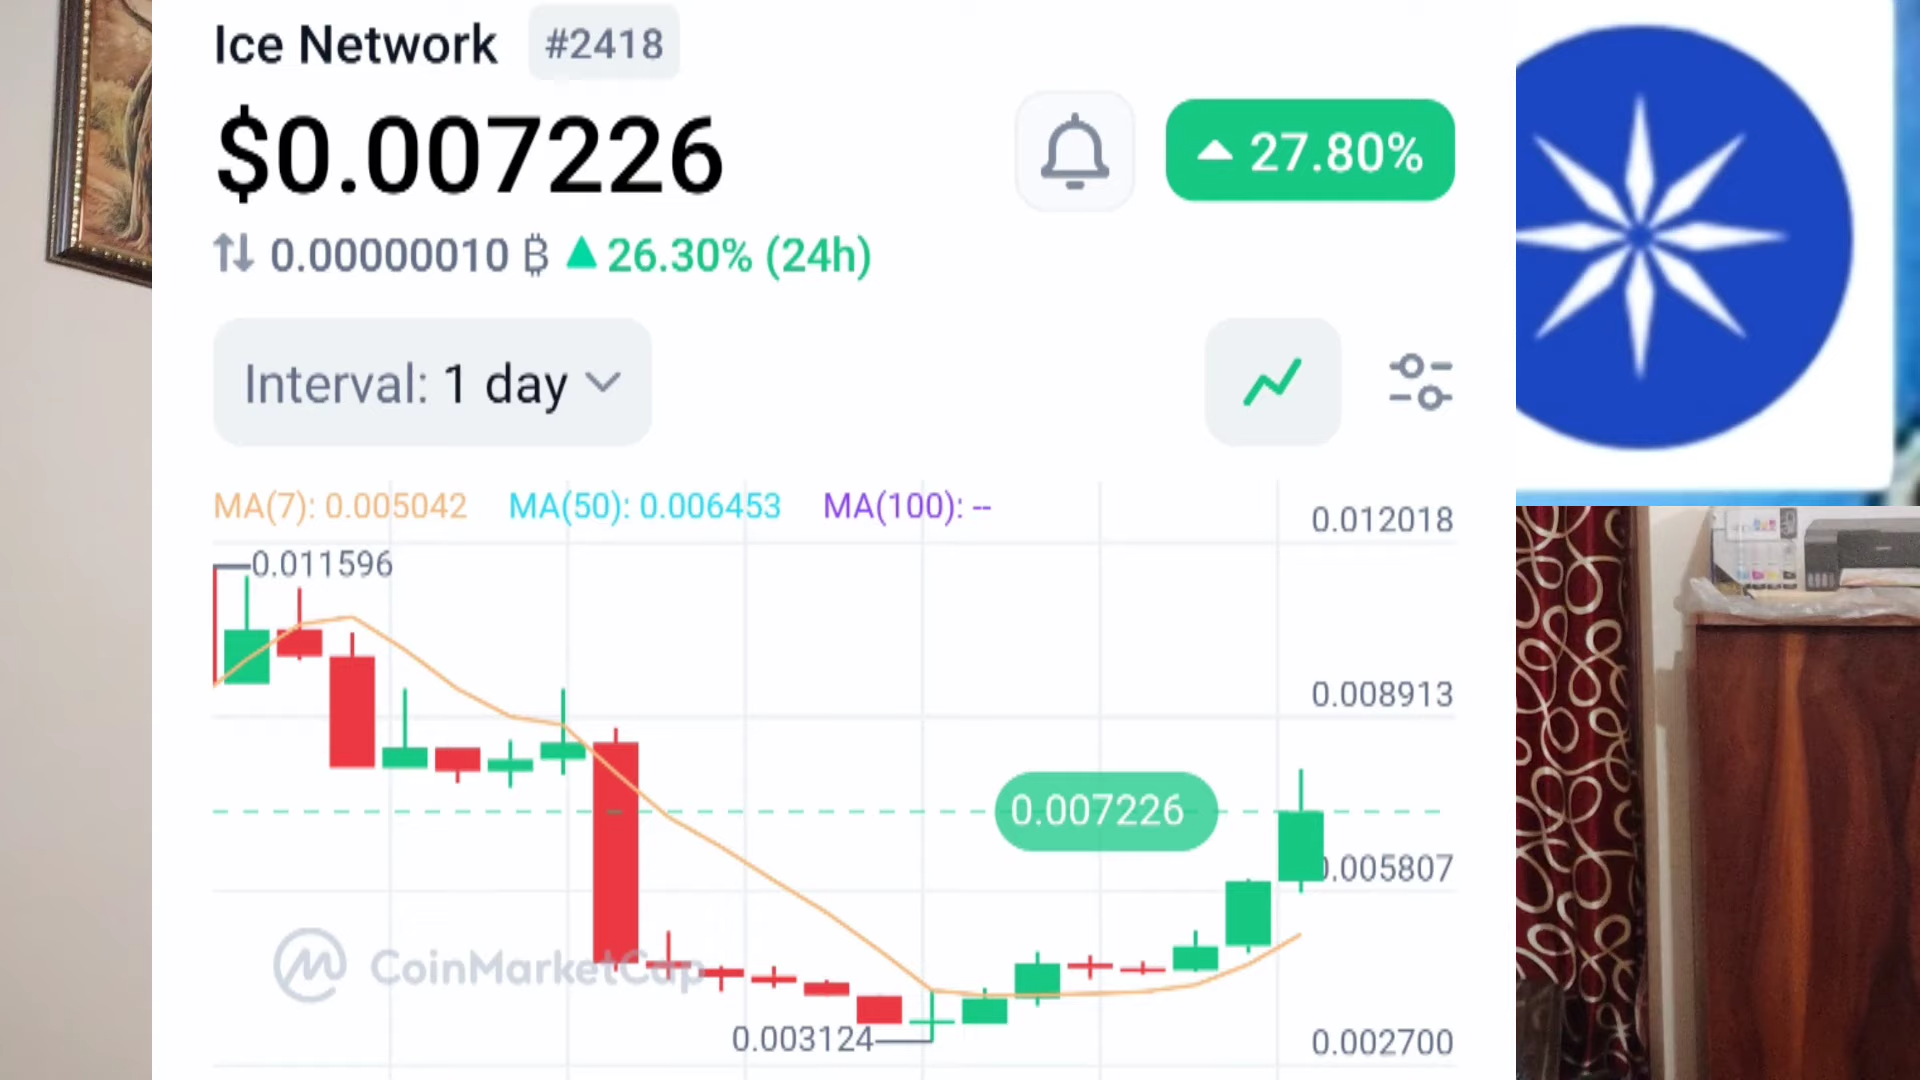 Ice Network #2418
$0.007226
27.80%
0.00000010 ₿ 26.30% (24h)
Interval: 1 day
MA(7): 0.005042 MA(50): 0.006453 MA(100): --
0.012018
0.011596
0.008913
0.007226
0.005807
CoinMarketCap
0.003124
0.002700